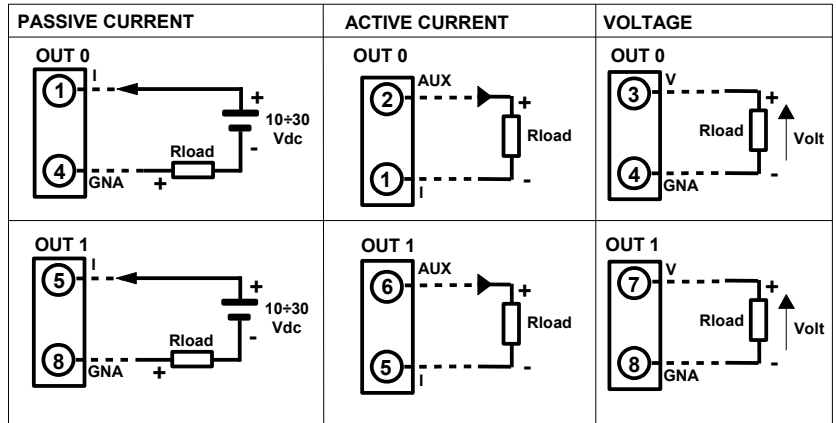 PASSIVE CURRENT
ACTIVE CURRENT
VOLTAGE
OUT 0
1
I
+
10÷30
Vdc
-
Rload
4
GNA
+
OUT 0
2
AUX
+
Rload
1
I
-
OUT 0
3
V
+
Rload
Volt
4
GNA
-
OUT 1
5
I
+
10÷30
Vdc
-
Rload
8
GNA
+
OUT 1
6
AUX
+
Rload
5
I
-
OUT 1
7
V
+
Rload
Volt
8
GNA
-